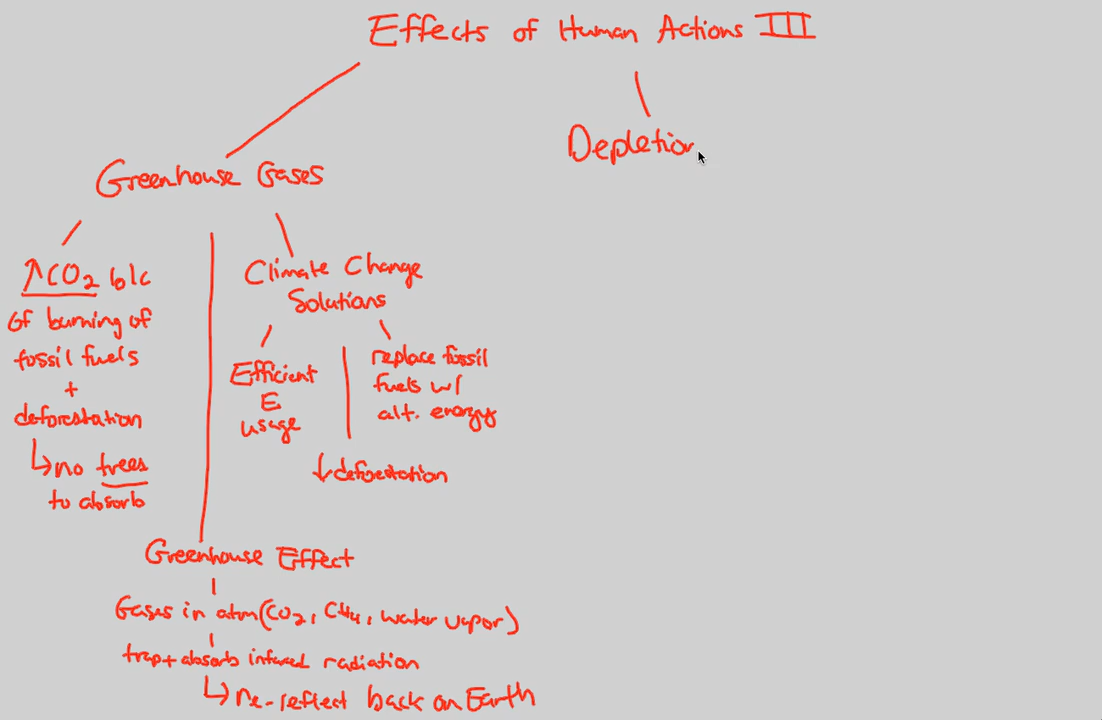 Effects of Human Actions III
Greenhouse Gases
↑CO2 b/c
of burning of
fossil fuels
+
deforestation
↳no trees
to absorb
Climate Change
Solutions
Efficient
E
usage
replace fossil
fuels w/
alt. energy
↓deforestation
Greenhouse Effect
Gases in atm(CO2, CH4, water vapor)
trap+absorb infrared radiation
↳re-reflect back on Earth
Depletion